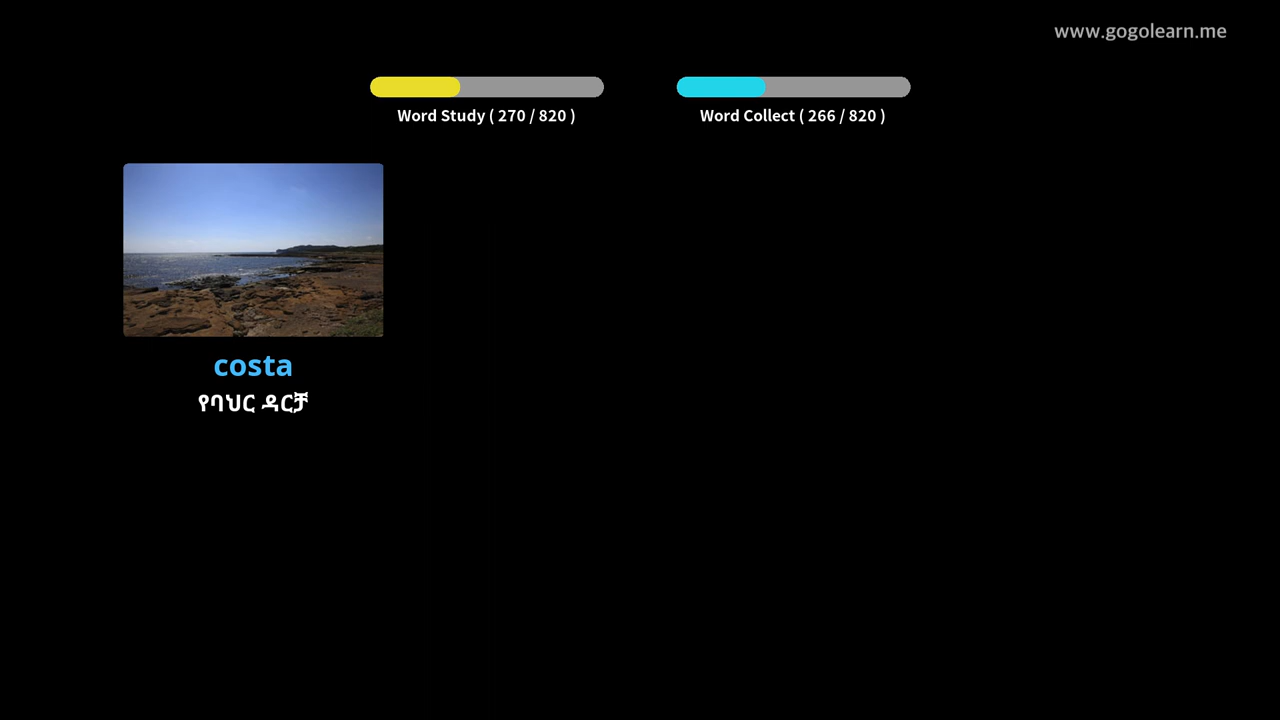 www.gogolearn.me
Word Study ( 270 / 820 )
Word Collect ( 266 / 820 )
costa
የባህር ዳርቻ